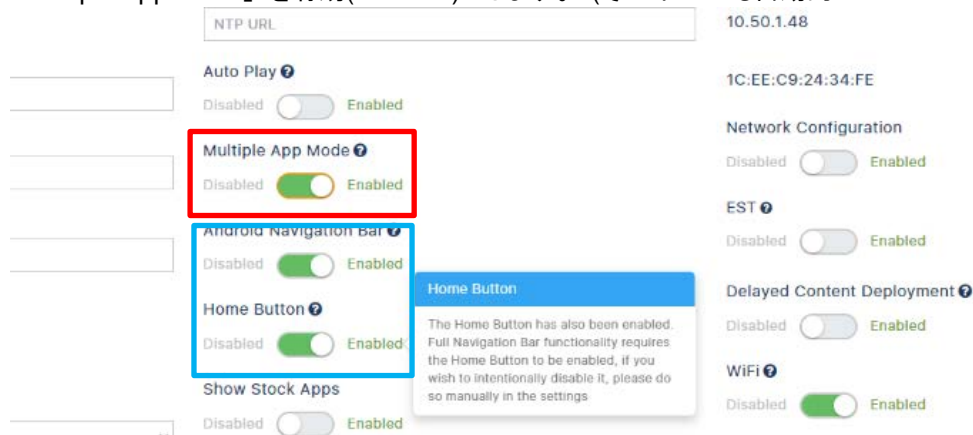 NTP URL
Auto Play
Disabled Enabled
Multiple App Mode
Disabled Enabled
Android Navigation Bar
Disabled Enabled
Home Button
Disabled Enabled
Show Stock Apps
Disabled Enabled
Home Button
The Home Button has also been enabled.
Full Navigation Bar functionality requires
the Home Button to be enabled, if you
wish to intentionally disable it, please do
so manually in the settings
10.50.1.48
1C:EE:C9:24:34:FE
Network Configuration
Disabled Enabled
EST
Disabled Enabled
Delayed Content Deployment
Disabled Enabled
WiFi
Disabled Enabled